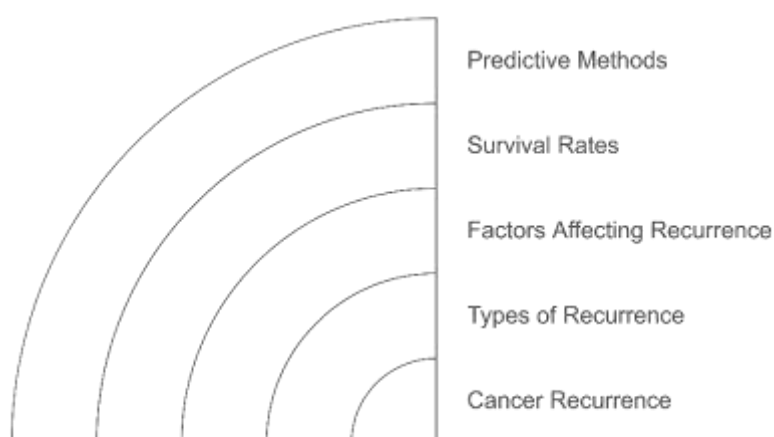 Predictive Methods
Survival Rates
Factors Affecting Recurrence
Types of Recurrence
Cancer Recurrence